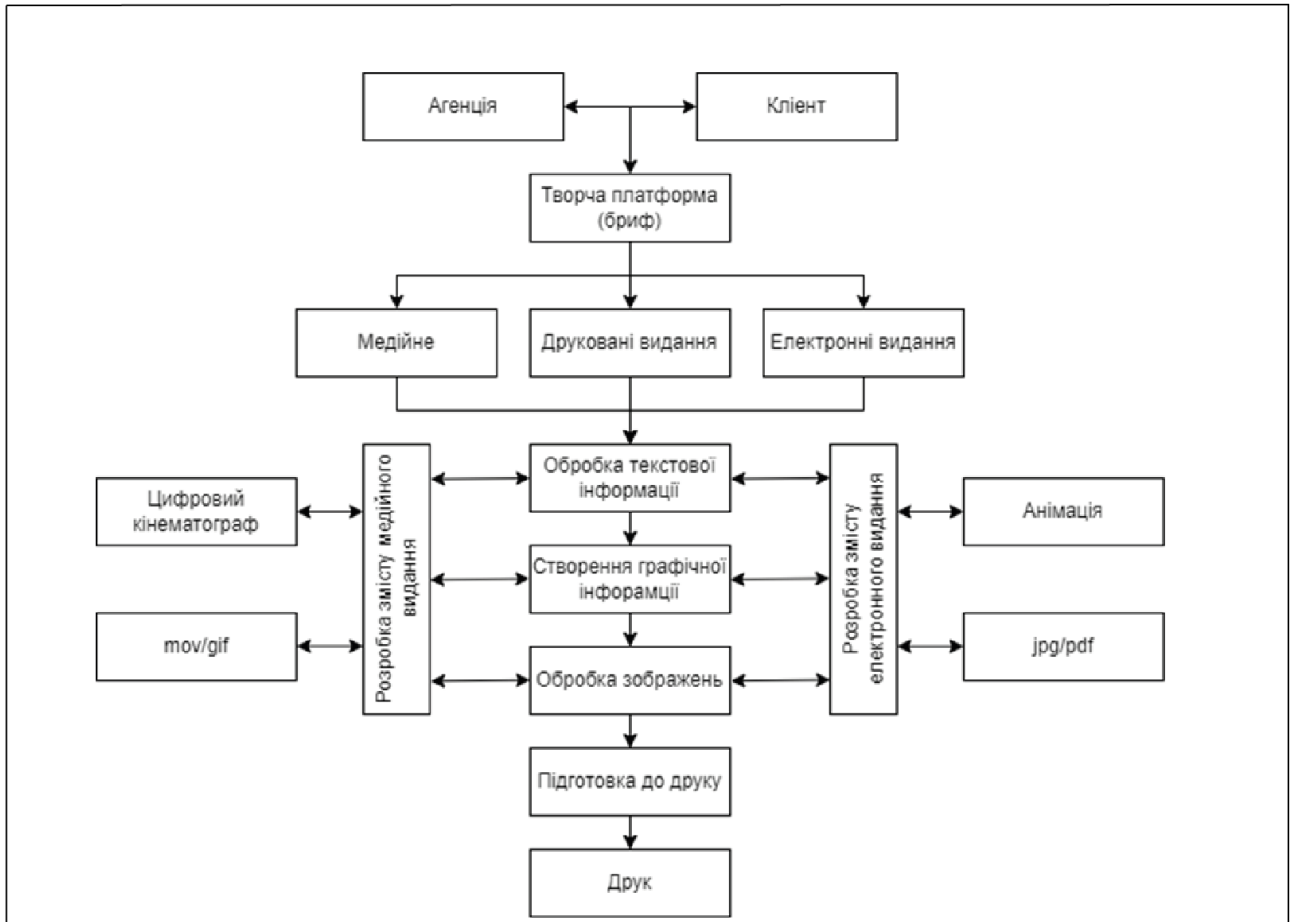 Агенція
Кліент
Творча платформа
(бриф)
Медійне
Друковані видання
Електронні видання
Розробка змісту медійного
видання
Обробка текстової
інформації
Розробка змісту
електронного видання
Цифровий
кінематограф
Анімація
Створення графічної
інфорамції
mov/gif
Обробка зображень
jpg/pdf
Підготовка до друку
Друк